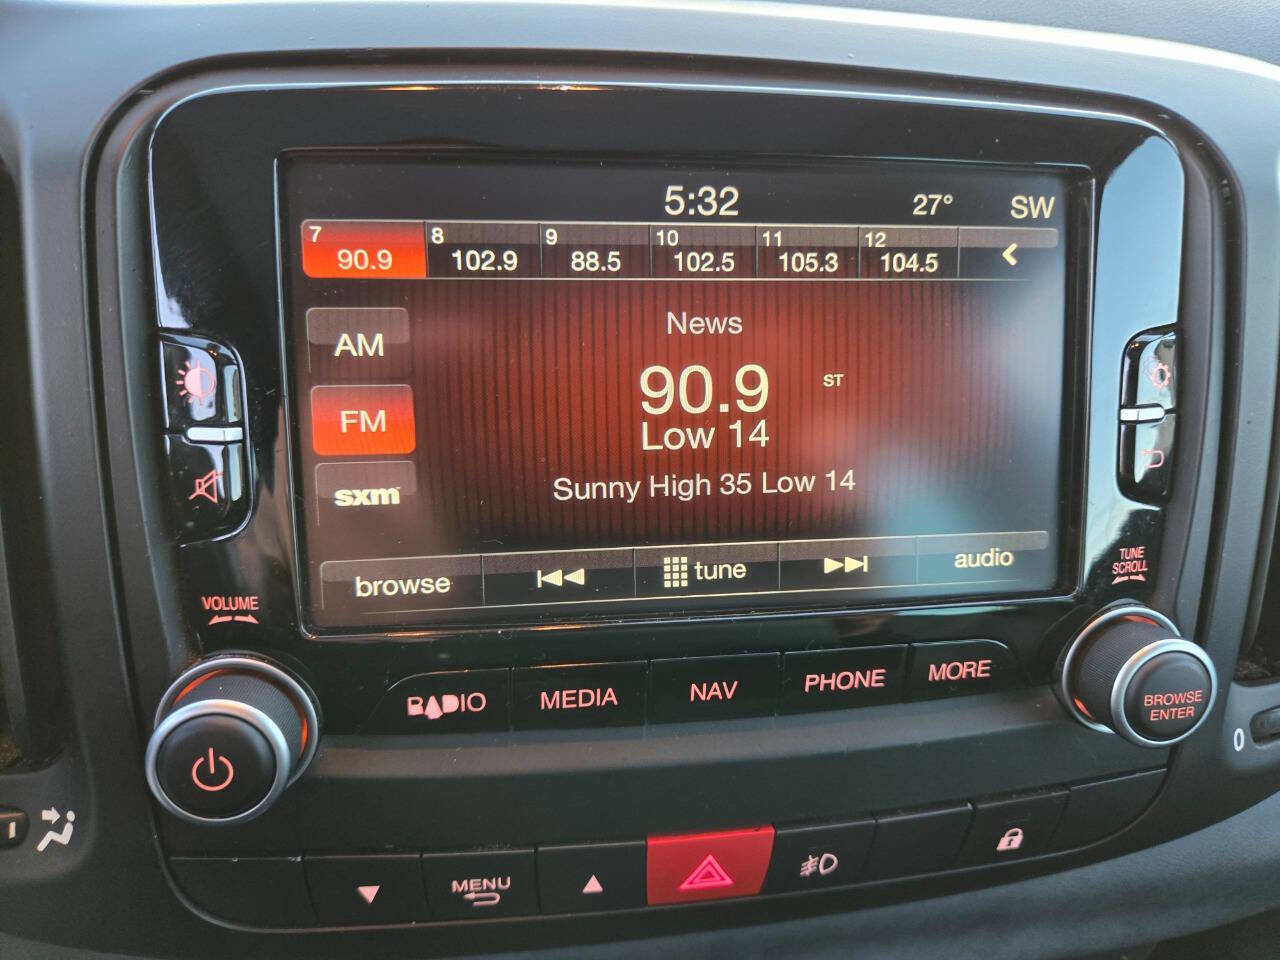 5:32 27° SW
7 8 9 10 11 12
90.9 102.9 88.5 102.5 105.3 104.5
News
AM
90.9 ST
FM
Low 14
Sunny High 35 Low 14
sxm
browse tune audio
VOLUME
TUNE
SCROLL
RADIO MEDIA NAV PHONE MORE
BROWSE
ENTER
0
MENU